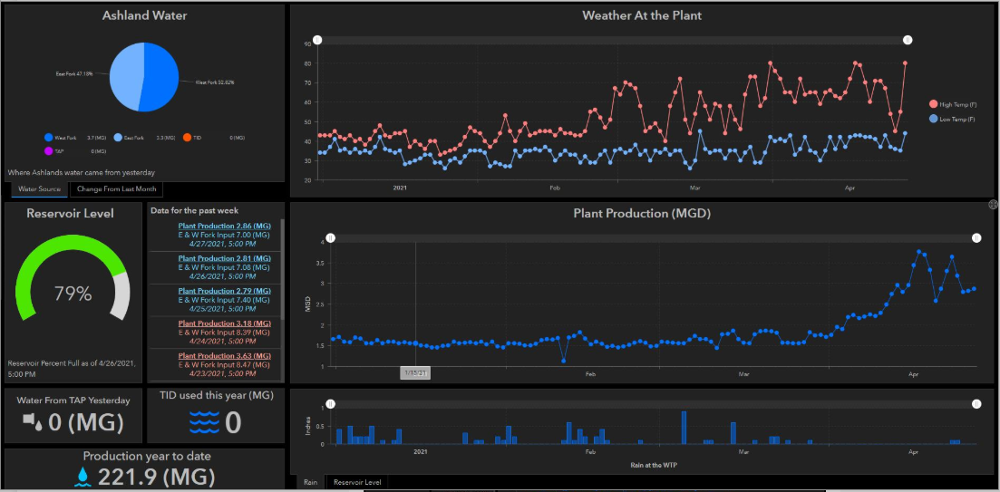 Ashland Water
East Fork 47.18%
West Fork 52.82%
West Fork 3.7 (MG) East Fork 3.3 (MG) TID 0 (MG)
TAP 0 (MG)
Where Ashlands water came from yesterday
Water Source Change From Last Month
Weather At the Plant
90
80
70
60
50
40
30
20
2021 Feb Mar Apr
High Temp (F)
Low Temp (F)
Reservoir Level
79%
Reservoir Percent Full as of 4/26/2021,
5:00 PM
Data for the past week
Plant Production 2.86 (MG)
E & W Fork Input 7.00 (MG)
4/27/2021, 5:00 PM
Plant Production 2.81 (MG)
E & W Fork Input 7.08 (MG)
4/26/2021, 5:00 PM
Plant Production 2.79 (MG)
E & W Fork Input 7.40 (MG)
4/25/2021, 5:00 PM
Plant Production 3.18 (MG)
E & W Fork Input 8.39 (MG)
4/24/2021, 5:00 PM
Plant Production 3.63 (MG)
E & W Fork Input 8.47 (MG)
4/23/2021, 5:00 PM
Plant Production (MGD)
MGD
4
3.5
3
2.5
2
1.5
1
1/15/21 Feb Mar Apr
Water From TAP Yesterday
0 (MG)
TID used this year (MG)
0
Production year to date
221.9 (MG)
Inches
1
0.5
0
2021 Feb Mar Apr
Rain at the WTP
Rain Reservoir Level